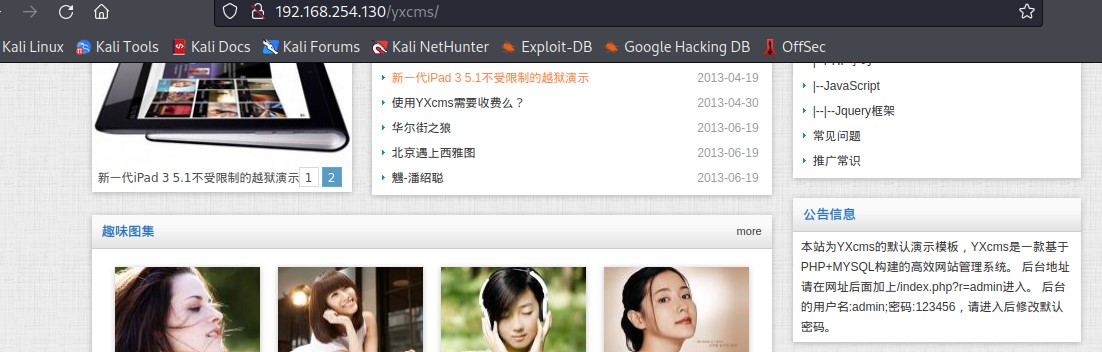 192.168.254.130/yxcms/
Kali Linux
Kali Tools
Kali Docs
Kali Forums
Kali NetHunter
Exploit-DB
Google Hacking DB
OffSec
新一代iPad 3 5.1不受限制的越狱演示
1
2
新一代iPad 3 5.1不受限制的越狱演示 2013-04-19
使用YXcms需要收费么？ 2013-04-30
华尔街之狼 2013-06-19
北京遇上西雅图 2013-06-19
魕-潘绍聪 2013-06-19
|--JavaScript
|--|--Jquery框架
常见问题
推广常识
趣味图集
more
公告信息
本站为YXcms的默认演示模板，YXcms是一款基于
PHP+MYSQL构建的高效网站管理系统。 后台地址
请在网址后面加上/index.php?r=admin进入。 后台
的用户名:admin;密码:123456，请进入后修改默认
密码。